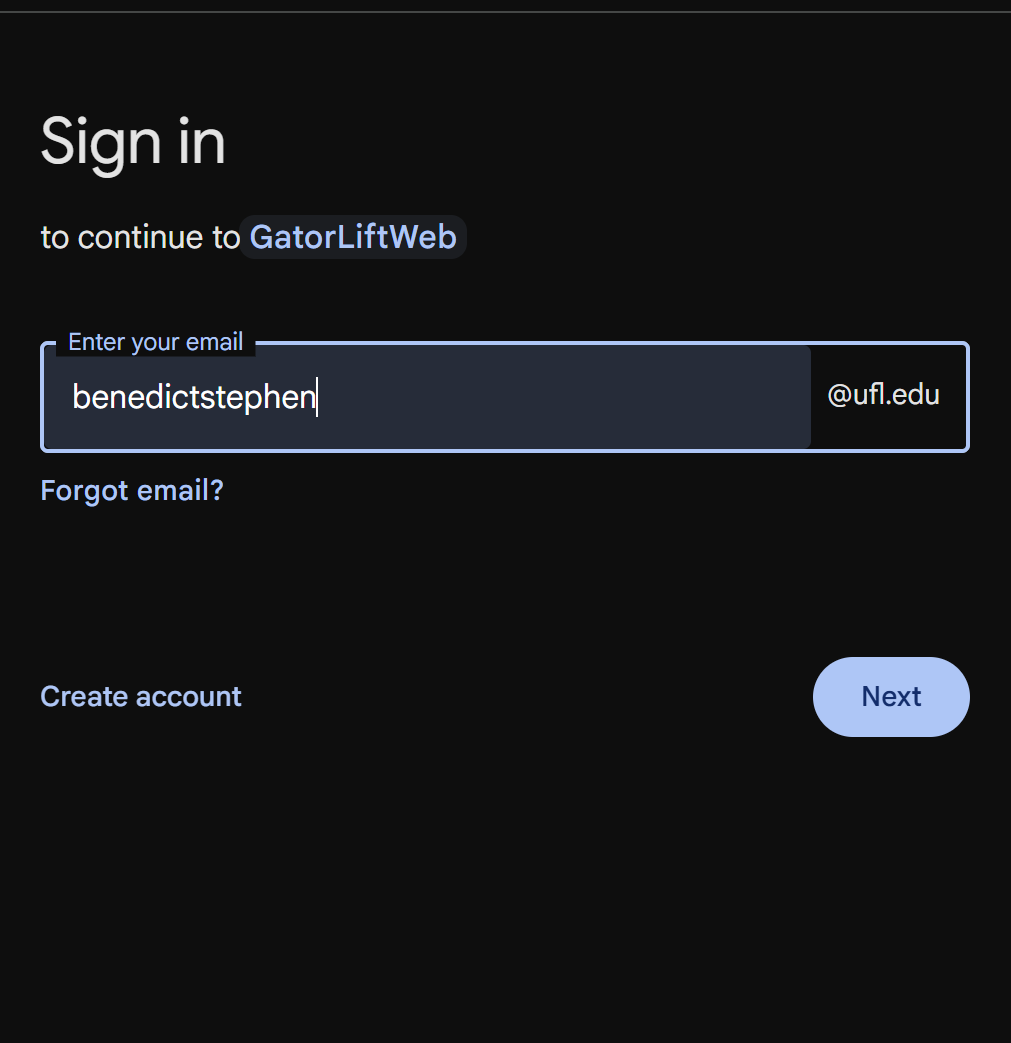 Sign in
to continue to GatorLiftWeb
Enter your email
benedictstephen @ufl.edu
Forgot email?
Create account Next